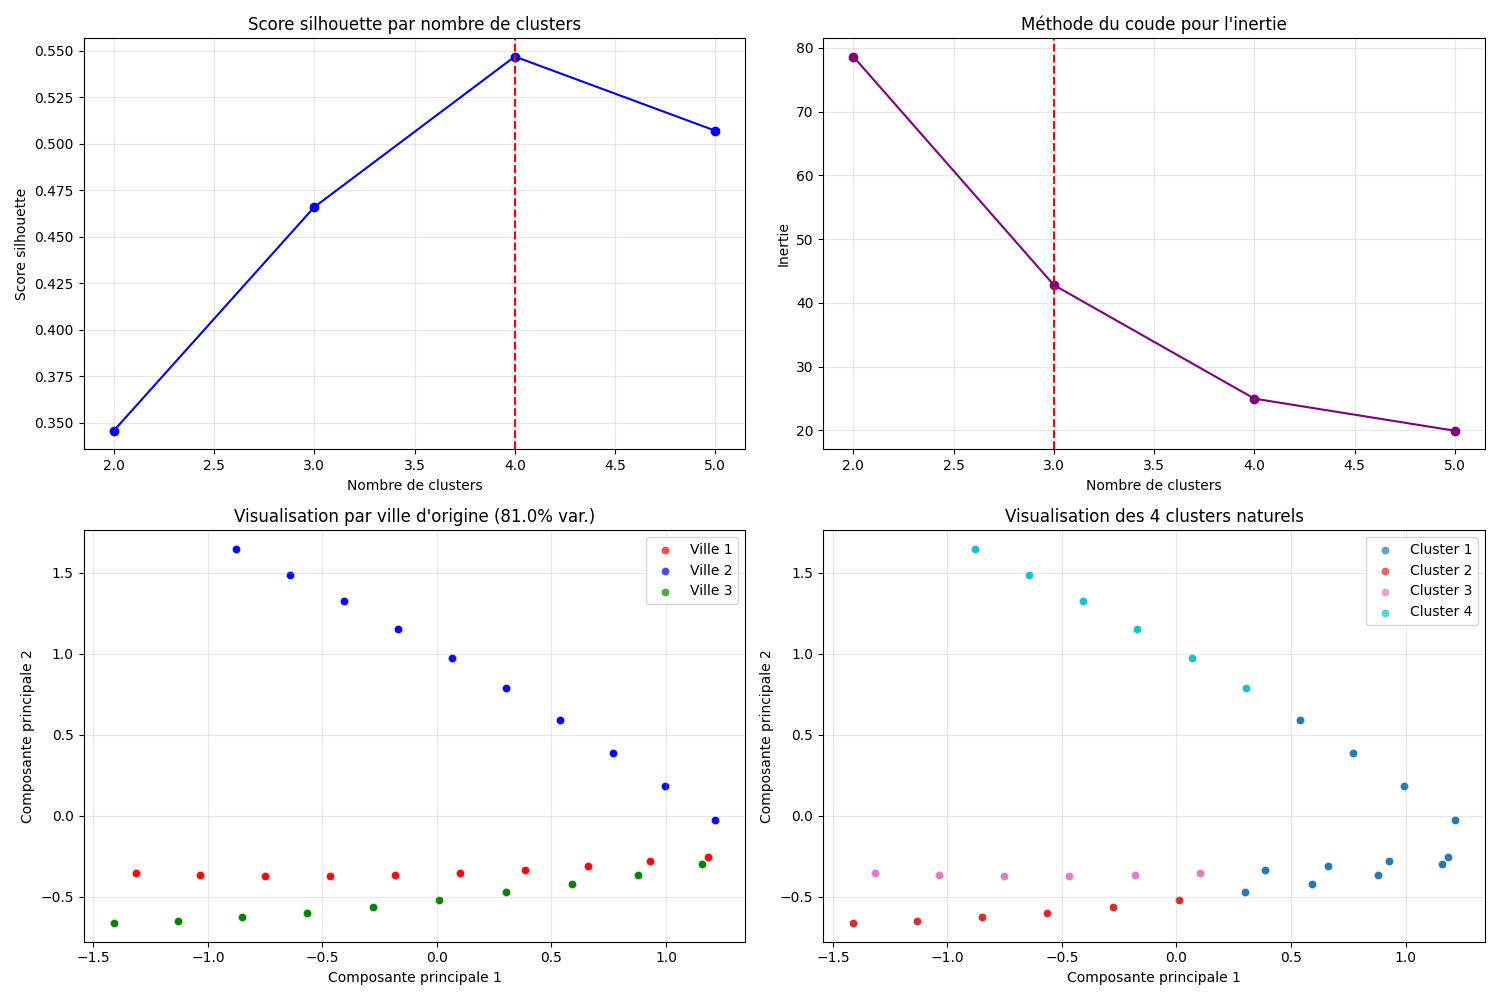 Score silhouette par nombre de clusters
0.550
0.525
0.500
0.475
0.450
0.425
0.400
0.375
0.350
Score silhouette
2.0 2.5 3.0 3.5 4.0 4.5 5.0
Nombre de clusters
Méthode du coude pour l'inertie
80
70
60
50
40
30
20
Inertie
2.0 2.5 3.0 3.5 4.0 4.5 5.0
Nombre de clusters
Visualisation par ville d'origine (81.0% var.)
Ville 1
Ville 2
Ville 3
1.5
1.0
0.5
0.0
−0.5
Composante principale 2
−1.5 −1.0 −0.5 0.0 0.5 1.0
Composante principale 1
Visualisation des 4 clusters naturels
Cluster 1
Cluster 2
Cluster 3
Cluster 4
1.5
1.0
0.5
0.0
−0.5
Composante principale 2
−1.5 −1.0 −0.5 0.0 0.5 1.0
Composante principale 1